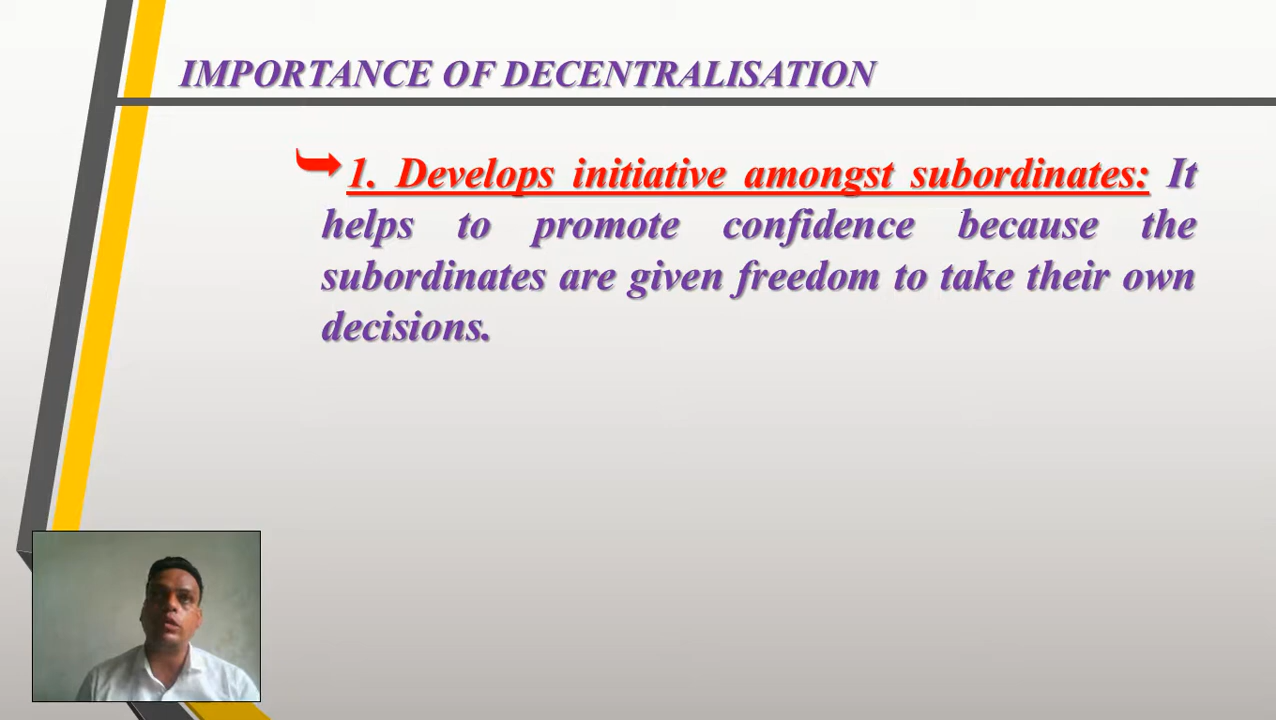 IMPORTANCE OF DECENTRALISATION
1. Develops initiative amongst subordinates: It
helps to promote confidence because the
subordinates are given freedom to take their own
decisions.